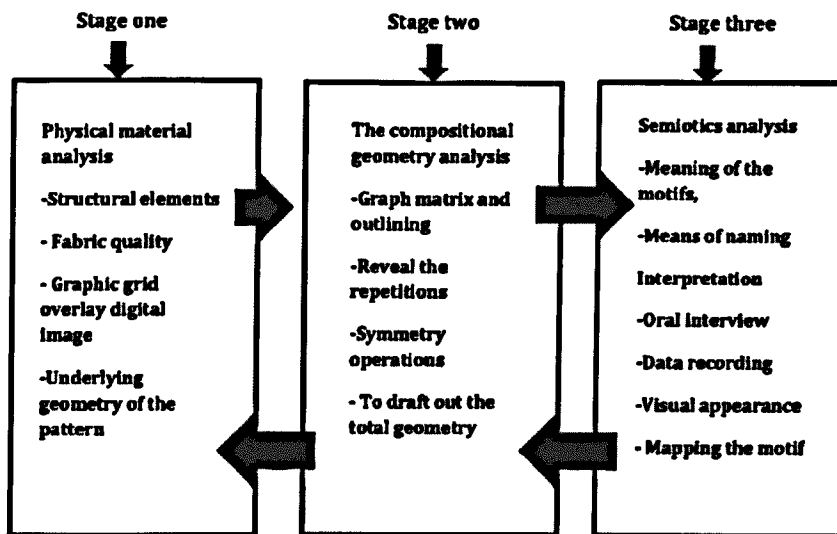 Stage one
Physical material
analysis
-Structural elements
- Fabric quality
- Graphic grid
overlay digital
image
-Underlying
geometry of the
pattern
Stage two
The compositional
geometry analysis
-Graph matrix and
outlining
-Reveal the
repetitions
-Symmetry
operations
- To draft out the
total geometry
Stage three
Semiotics analysis
-Meaning of the
motifs,
-Means of naming
Interpretation
-Oral interview
-Data recording
-Visual appearance
- Mapping the motif